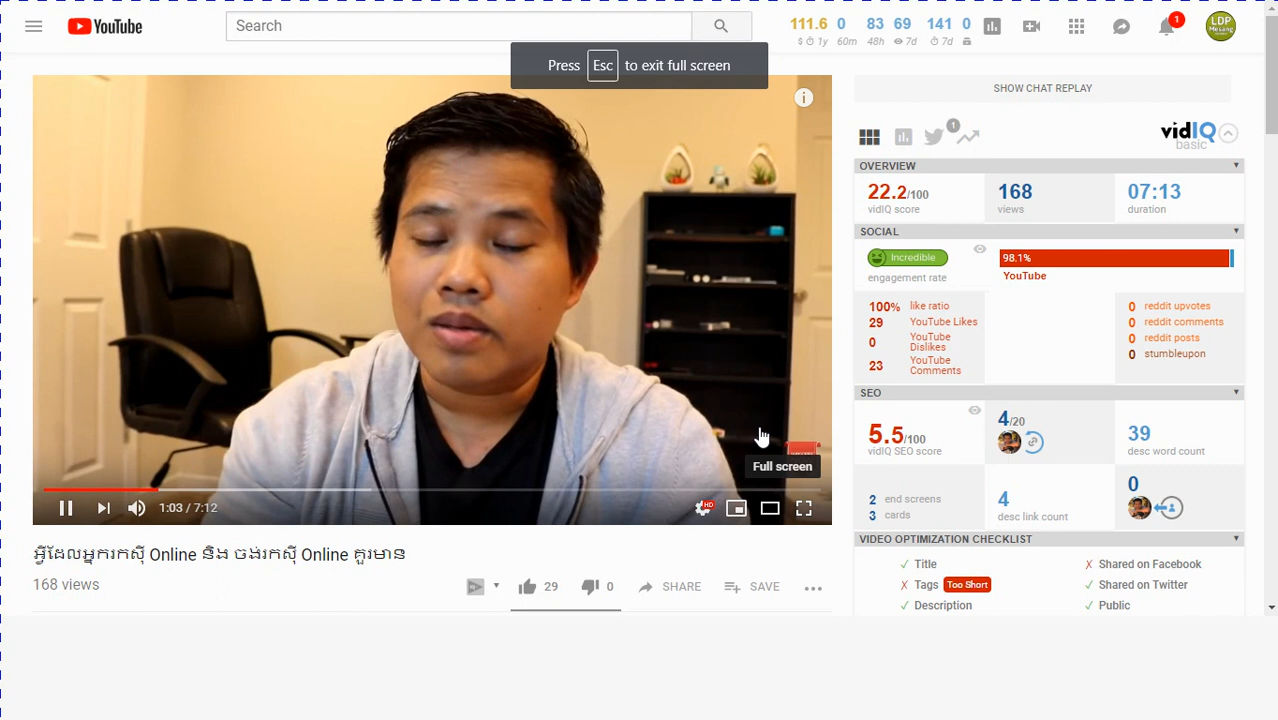 YouTube
Search
111.6 0 83 69 141 0
$ 1y 60m 48h 7d 7d
1
LDP
Mesang
Press Esc to exit full screen
SHOW CHAT REPLAY
1
vidIQ
basic
OVERVIEW
22.2/100 168 07:13
vidIQ score views duration
SOCIAL
Incredible 98.1%
engagement rate YouTube
100% like ratio 0 reddit upvotes
29 YouTube Likes 0 reddit comments
0 YouTube Dislikes 0 reddit posts
23 YouTube Comments 0 stumbleupon
SEO
5.5/100 4/20 39
vidIQ SEO score desc word count
2 end screens 4 0
3 cards desc link count
VIDEO OPTIMIZATION CHECKLIST
Title Shared on Facebook
Tags Too Short Shared on Twitter
Description Public
Full screen
1:03 / 7:12 HD
អ្វីដែលអ្នករកស៊ី Online និង ចង់រកស៊ី Online គួរមាន
168 views
29 0 SHARE SAVE